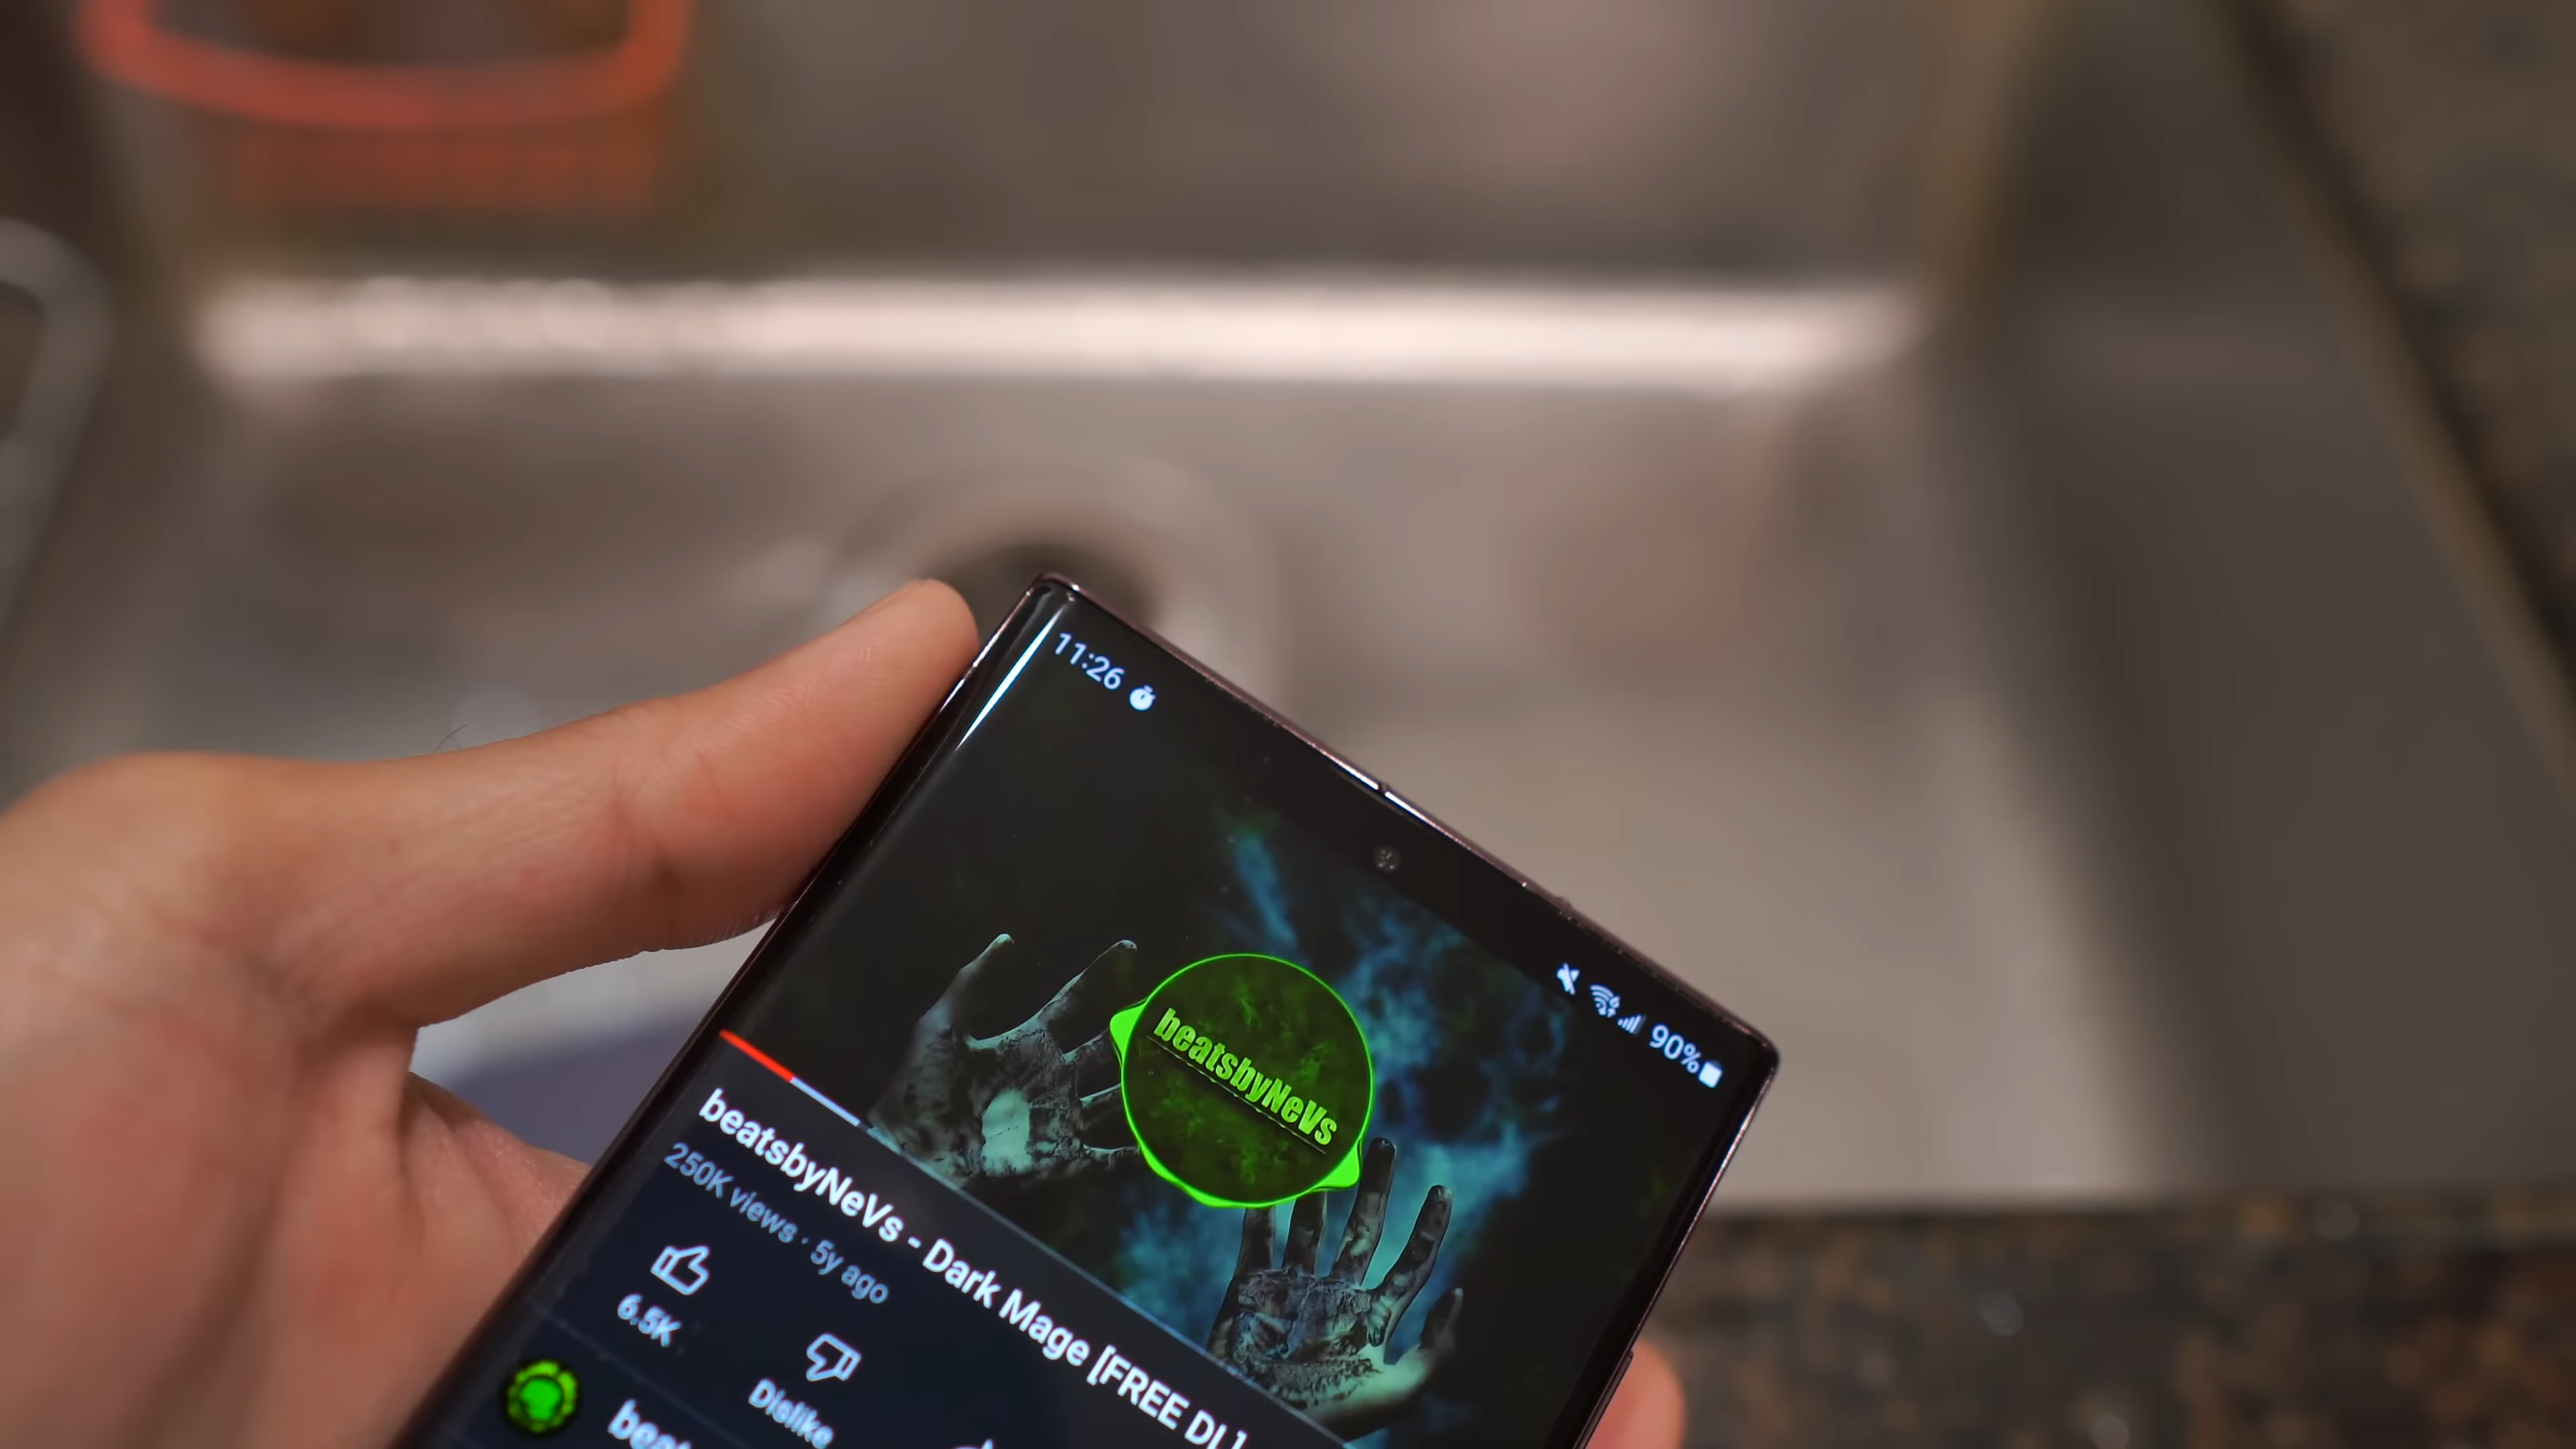 11:26
90%
beatsbyNeVs
beatsbyNeVs - Dark Mage [FREE DL]
250K views · 5y ago
6.5K
Dislike